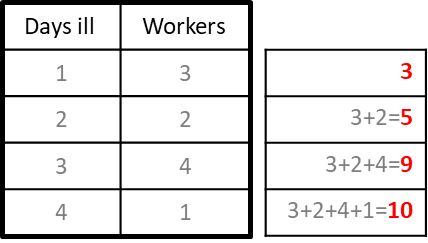 Days ill Workers
1 3 3
2 2 3+2=5
3 4 3+2+4=9
4 1 3+2+4+1=10